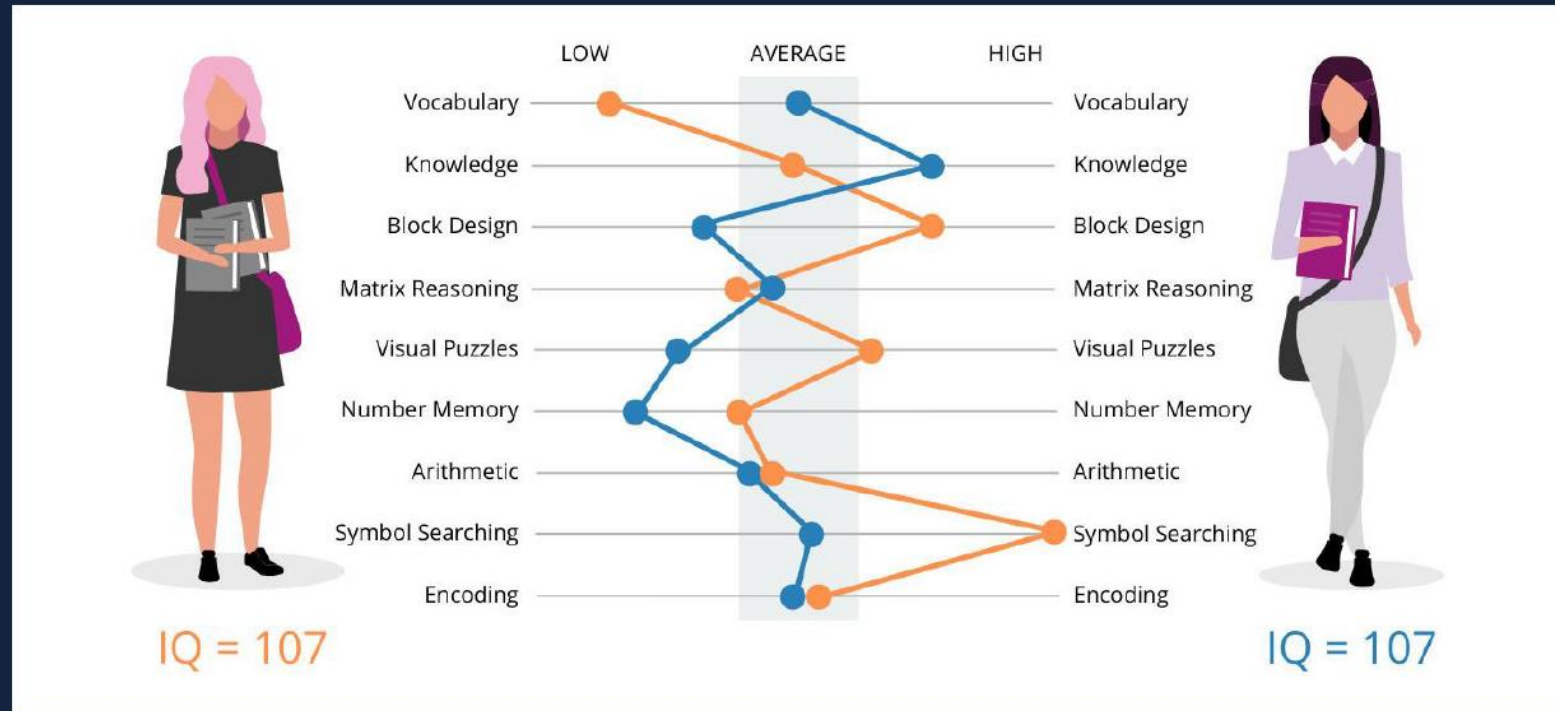 LOW AVERAGE HIGH
Vocabulary Vocabulary
Knowledge Knowledge
Block Design Block Design
Matrix Reasoning Matrix Reasoning
Visual Puzzles Visual Puzzles
Number Memory Number Memory
Arithmetic Arithmetic
Symbol Searching Symbol Searching
Encoding Encoding
IQ = 107 IQ = 107